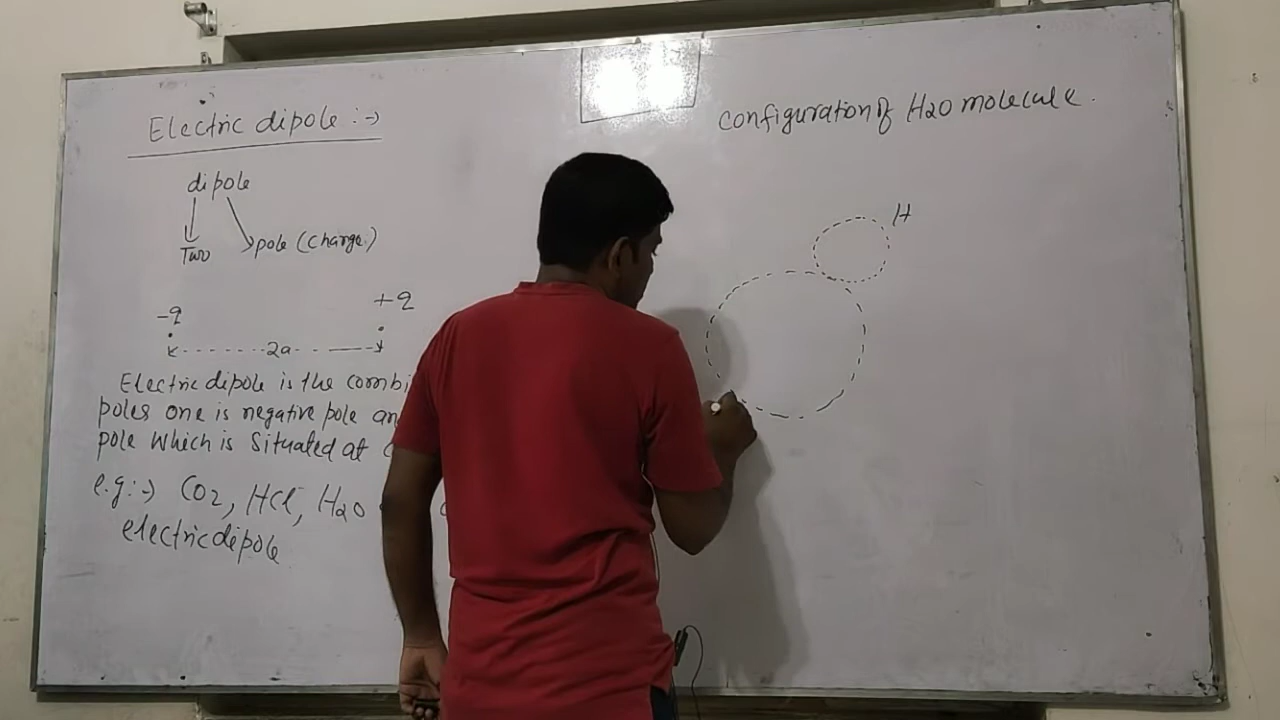 Electric dipole :->
dipole
Two
pole (charge)
-q
+q
2a
Electric dipole is the combi
poles one is negative pole an
pole which is situated at
e.g :-> CO2, HCl, H2O
electric dipole
Configuration of H2O molecule.
H